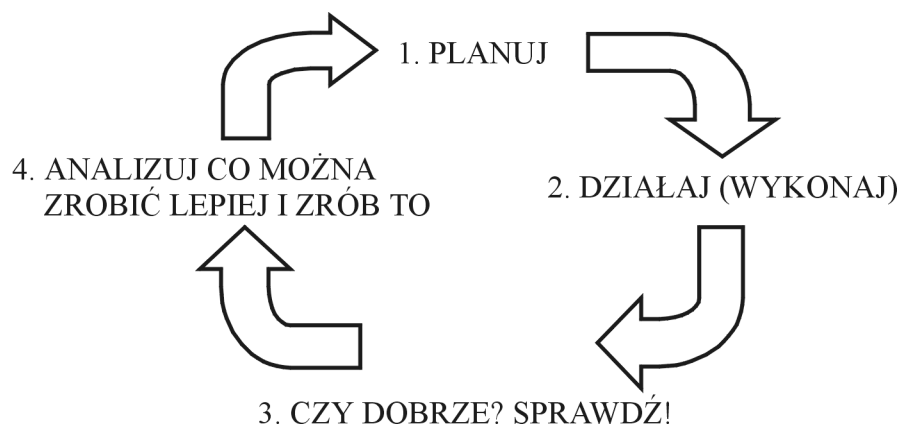 1. PLANUJ
2. DZIAŁAJ (WYKONAJ)
3. CZY DOBRZE? SPRAWDŹ!
4. ANALIZUJ CO MOŻNA
ZROBIĆ LEPIEJ I ZRÓB TO